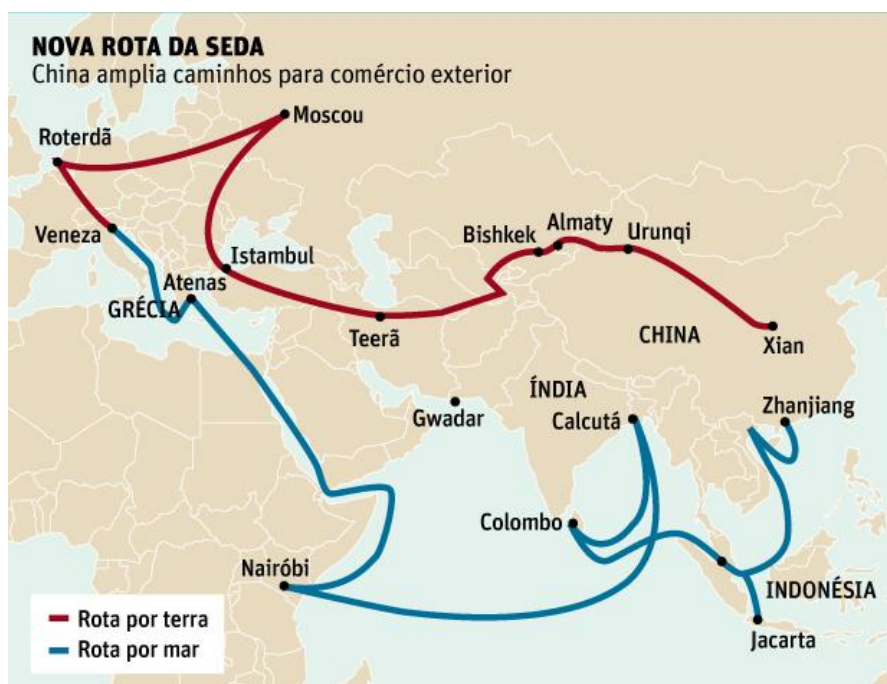 NOVA ROTA DA SEDA
China amplia caminhos para comércio exterior
Moscou
Roterdã
Veneza
Istambul
Bishkek
Almaty
Urunqi
Atenas
GRÉCIA
Teerã
CHINA
Xian
Gwadar
ÍNDIA
Calcutá
Zhanjiang
Colombo
Nairóbi
INDONÉSIA
Jacarta
Rota por terra
Rota por mar